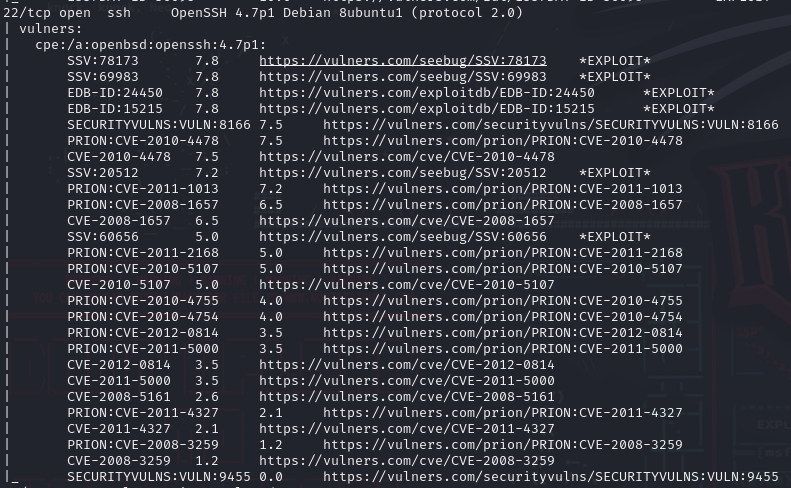 22/tcp open  ssh     OpenSSH 4.7p1 Debian 8ubuntu1 (protocol 2.0)
| vulners:
|   cpe:/a:openbsd:openssh:4.7p1:
|       SSV:78173     7.8     https://vulners.com/seebug/SSV:78173    *EXPLOIT*
|       SSV:69983     7.8     https://vulners.com/seebug/SSV:69983    *EXPLOIT*
|       EDB-ID:24450    7.8     https://vulners.com/exploitdb/EDB-ID:24450      *EXPLOIT*
|       EDB-ID:15215    7.8     https://vulners.com/exploitdb/EDB-ID:15215      *EXPLOIT*
|       SECURITYVULNS:VULN:8166 7.5     https://vulners.com/securityvulns/SECURITYVULNS:VULN:8166
|       PRION:CVE-2010-4478     7.5     https://vulners.com/prion/PRION:CVE-2010-4478
|       CVE-2010-4478   7.5     https://vulners.com/cve/CVE-2010-4478
|       SSV:20512       7.2     https://vulners.com/seebug/SSV:20512    *EXPLOIT*
|       PRION:CVE-2011-1013     7.2     https://vulners.com/prion/PRION:CVE-2011-1013
|       PRION:CVE-2008-1657     6.5     https://vulners.com/prion/PRION:CVE-2008-1657
|       CVE-2008-1657   6.5     https://vulners.com/cve/CVE-2008-1657
|       SSV:60656       5.0     https://vulners.com/seebug/SSV:60656    *EXPLOIT*
|       PRION:CVE-2011-2168     5.0     https://vulners.com/prion/PRION:CVE-2011-2168
|       PRION:CVE-2010-5107     5.0     https://vulners.com/prion/PRION:CVE-2010-5107
|       CVE-2010-5107   5.0     https://vulners.com/cve/CVE-2010-5107
|       PRION:CVE-2010-4755     4.0     https://vulners.com/prion/PRION:CVE-2010-4755
|       PRION:CVE-2010-4754     4.0     https://vulners.com/prion/PRION:CVE-2010-4754
|       PRION:CVE-2012-0814     3.5     https://vulners.com/prion/PRION:CVE-2012-0814
|       PRION:CVE-2011-5000     3.5     https://vulners.com/prion/PRION:CVE-2011-5000
|       CVE-2012-0814   3.5     https://vulners.com/cve/CVE-2012-0814
|       CVE-2011-5000   3.5     https://vulners.com/cve/CVE-2011-5000
|       CVE-2008-5161   2.6     https://vulners.com/cve/CVE-2008-5161
|       PRION:CVE-2011-4327     2.1     https://vulners.com/prion/PRION:CVE-2011-4327
|       CVE-2011-4327   2.1     https://vulners.com/cve/CVE-2011-4327
|       PRION:CVE-2008-3259     1.2     https://vulners.com/prion/PRION:CVE-2008-3259
|       CVE-2008-3259   1.2     https://vulners.com/cve/CVE-2008-3259
|_      SECURITYVULNS:VULN:9455 0.0     https://vulners.com/securityvulns/SECURITYVULNS:VULN:9455